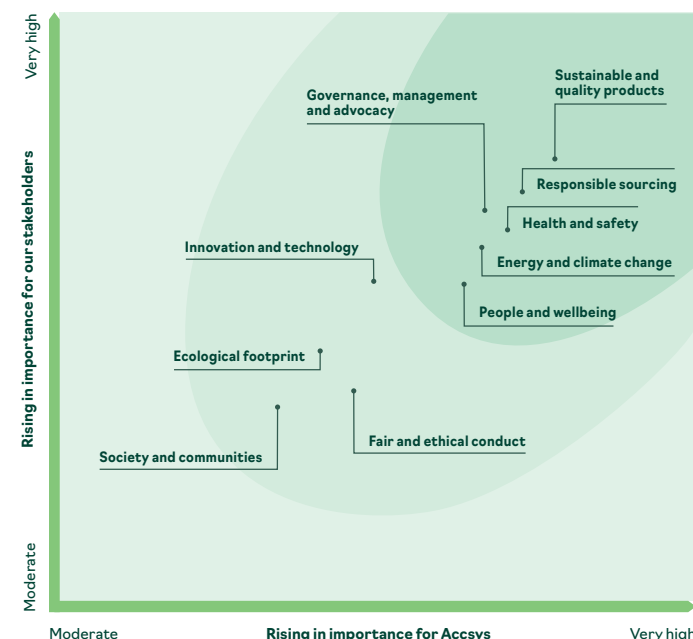 Very high
Rising in importance for our stakeholders
Moderate
Sustainable and
quality products
Governance, management
and advocacy
Responsible sourcing
Health and safety
Innovation and technology
Energy and climate change
People and wellbeing
Ecological footprint
Fair and ethical conduct
Society and communities
Moderate
Rising in importance for Accsys
Very high